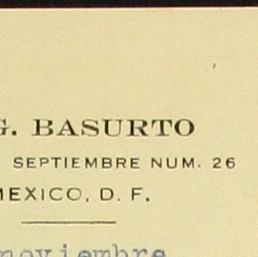 G. BASURTO
SEPTIEMBRE NUM. 26
MEXICO, D. F.
noviembre